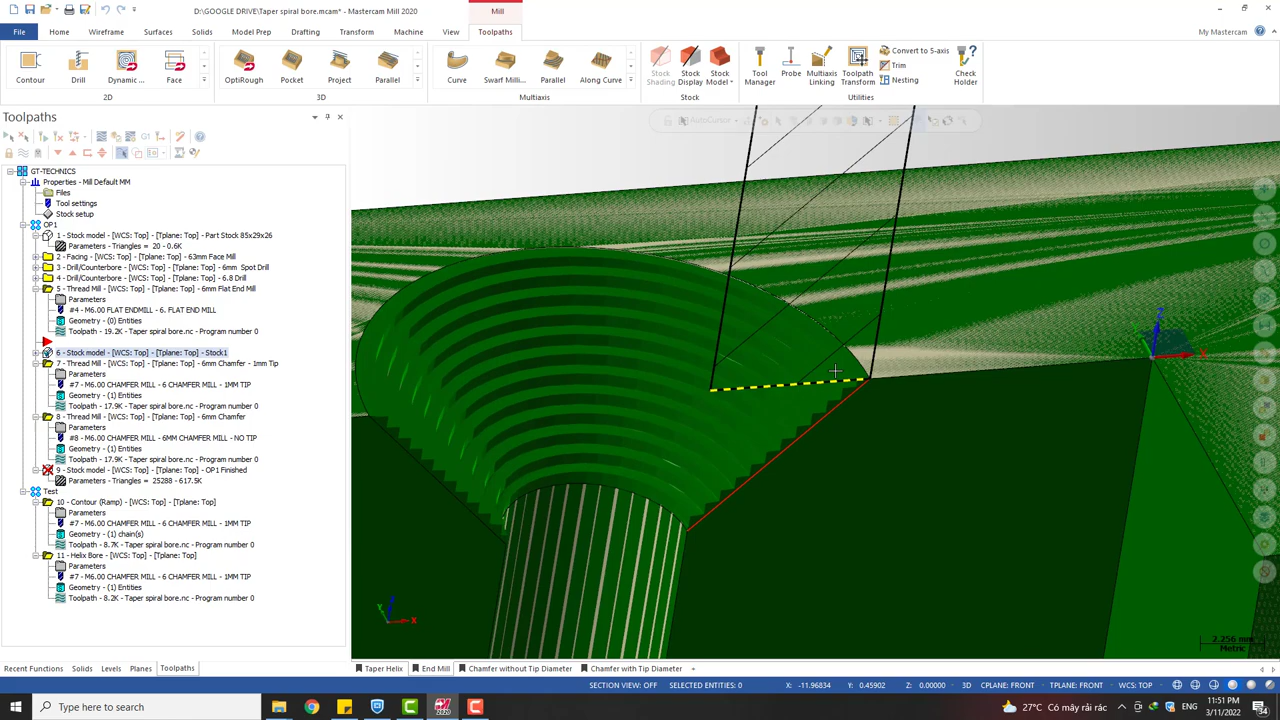 D:\GOOGLE DRIVE\Taper spiral bore.mcam* - Mastercam Mill 2020
Mill
File
Home
Wireframe
Surfaces
Solids
Model Prep
Drafting
Transform
Machine
View
Toolpaths
My Mastercam
Contour
Drill
Dynamic ...
Face
OptiRough
Pocket
Project
Parallel
Curve
Swarf Milli...
Parallel
Along Curve
Stock Shading
Stock Display
Stock Model
Tool Manager
Probe
Multiaxis Linking
Toolpath Transform
Convert to 5-axis
Trim
Nesting
Check Holder
2D
3D
Multiaxis
Stock
Utilities
Toolpaths
AutoCursor
G1
GT-TECHNICS
Properties - Mill Default MM
Files
Tool settings
Stock setup
OP1
1 - Stock model - [WCS: Top] - [Tplane: Top] - Part Stock 85x29x26
Parameters - Triangles = 20 - 0.6K
2 - Facing - [WCS: Top] - [Tplane: Top] - 63mm Face Mill
3 - Drill/Counterbore - [WCS: Top] - [Tplane: Top] - 6mm Spot Drill
4 - Drill/Counterbore - [WCS: Top] - [Tplane: Top] - 6.8 Drill
5 - Thread Mill - [WCS: Top] - [Tplane: Top] - 6mm Flat End Mill
Parameters
#4 - M6.00 FLAT ENDMILL - 6. FLAT END MILL
Geometry - (0) Entities
Toolpath - 19.2K - Taper spiral bore.nc - Program number 0
6 - Stock model - [WCS: Top] - [Tplane: Top] - Stock1
7 - Thread Mill - [WCS: Top] - [Tplane: Top] - 6mm Chamfer - 1mm Tip
Parameters
#7 - M6.00 CHAMFER MILL - 6 CHAMFER MILL - 1MM TIP
Geometry - (1) Entities
Toolpath - 17.9K - Taper spiral bore.nc - Program number 0
8 - Thread Mill - [WCS: Top] - [Tplane: Top] - 6mm Chamfer
Parameters
#8 - M6.00 CHAMFER MILL - 6MM CHAMFER MILL - NO TIP
Geometry - (1) Entities
Toolpath - 17.9K - Taper spiral bore.nc - Program number 0
9 - Stock model - [WCS: Top] - [Tplane: Top] - OP1 Finished
Parameters - Triangles = 25288 - 617.5K
Test
10 - Contour (Ramp) - [WCS: Top] - [Tplane: Top]
Parameters
#7 - M6.00 CHAMFER MILL - 6 CHAMFER MILL - 1MM TIP
Geometry - (1) chain(s)
Toolpath - 8.7K - Taper spiral bore.nc - Program number 0
11 - Helix Bore - [WCS: Top] - [Tplane: Top]
Parameters
#7 - M6.00 CHAMFER MILL - 6 CHAMFER MILL - 1MM TIP
Geometry - (1) Entities
Toolpath - 8.2K - Taper spiral bore.nc - Program number 0
Z
X
Y
X
2.256 mm
Metric
Recent Functions
Solids
Levels
Planes
Toolpaths
Taper Helix
End Mill
Chamfer without Tip Diameter
Chamfer with Tip Diameter
SECTION VIEW: OFF
SELECTED ENTITIES: 0
X: -11.96834
Y: 0.45902
Z: 0.00000
3D
CPLANE: FRONT
TPLANE: FRONT
WCS: TOP
Type here to search
2020
27°C Có mây rải rác
ENG
11:51 PM
3/11/2022
34